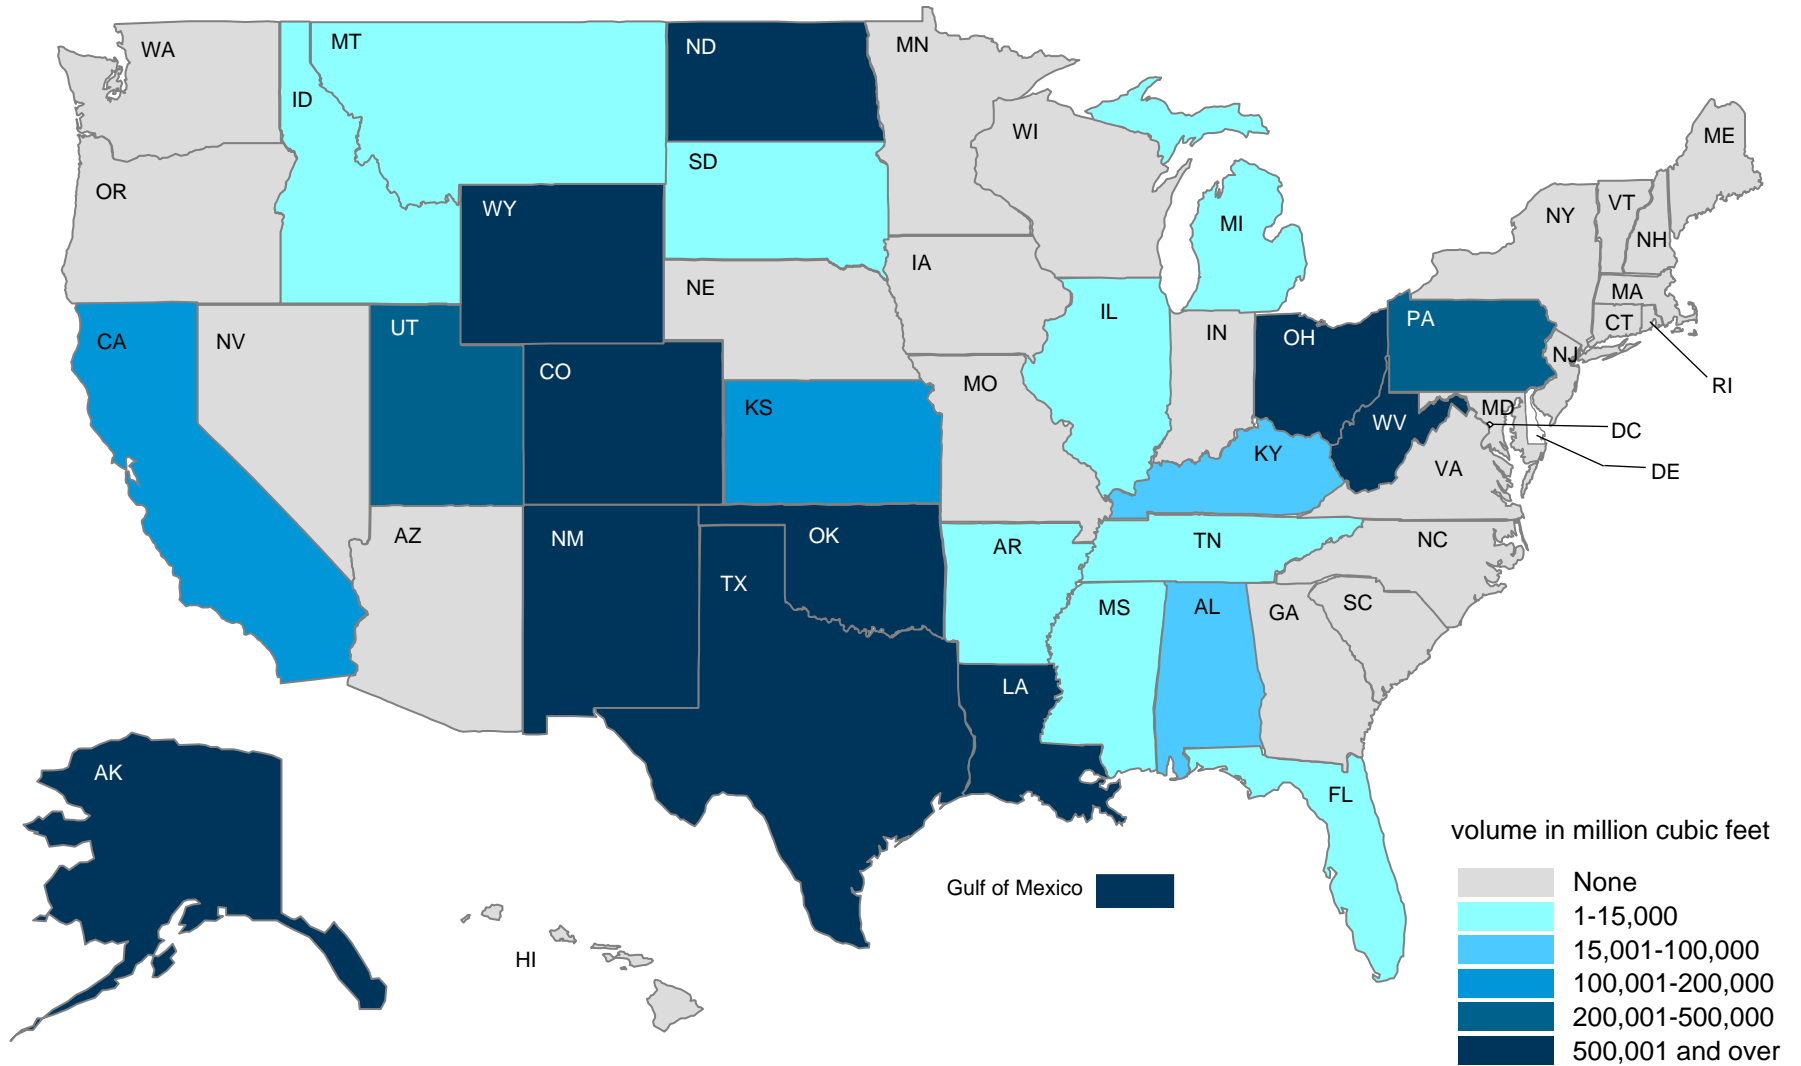 WA
MT
ND
MN
ID
WI
ME
SD
OR
WY
VT
NY
MI
NH
IA
NE
MA
IL
UT
PA
CT
CA
NV
IN
OH
NJ
CO
MO
RI
KS
MD
WV
DC
KY
VA
DE
AZ
NM
OK
AR
TN
NC
TX
MS
AL
GA
SC
LA
AK
FL
volume in million cubic feet
Gulf of Mexico
None
1-15,000
15,001-100,000
HI
100,001-200,000
200,001-500,000
500,001 and over